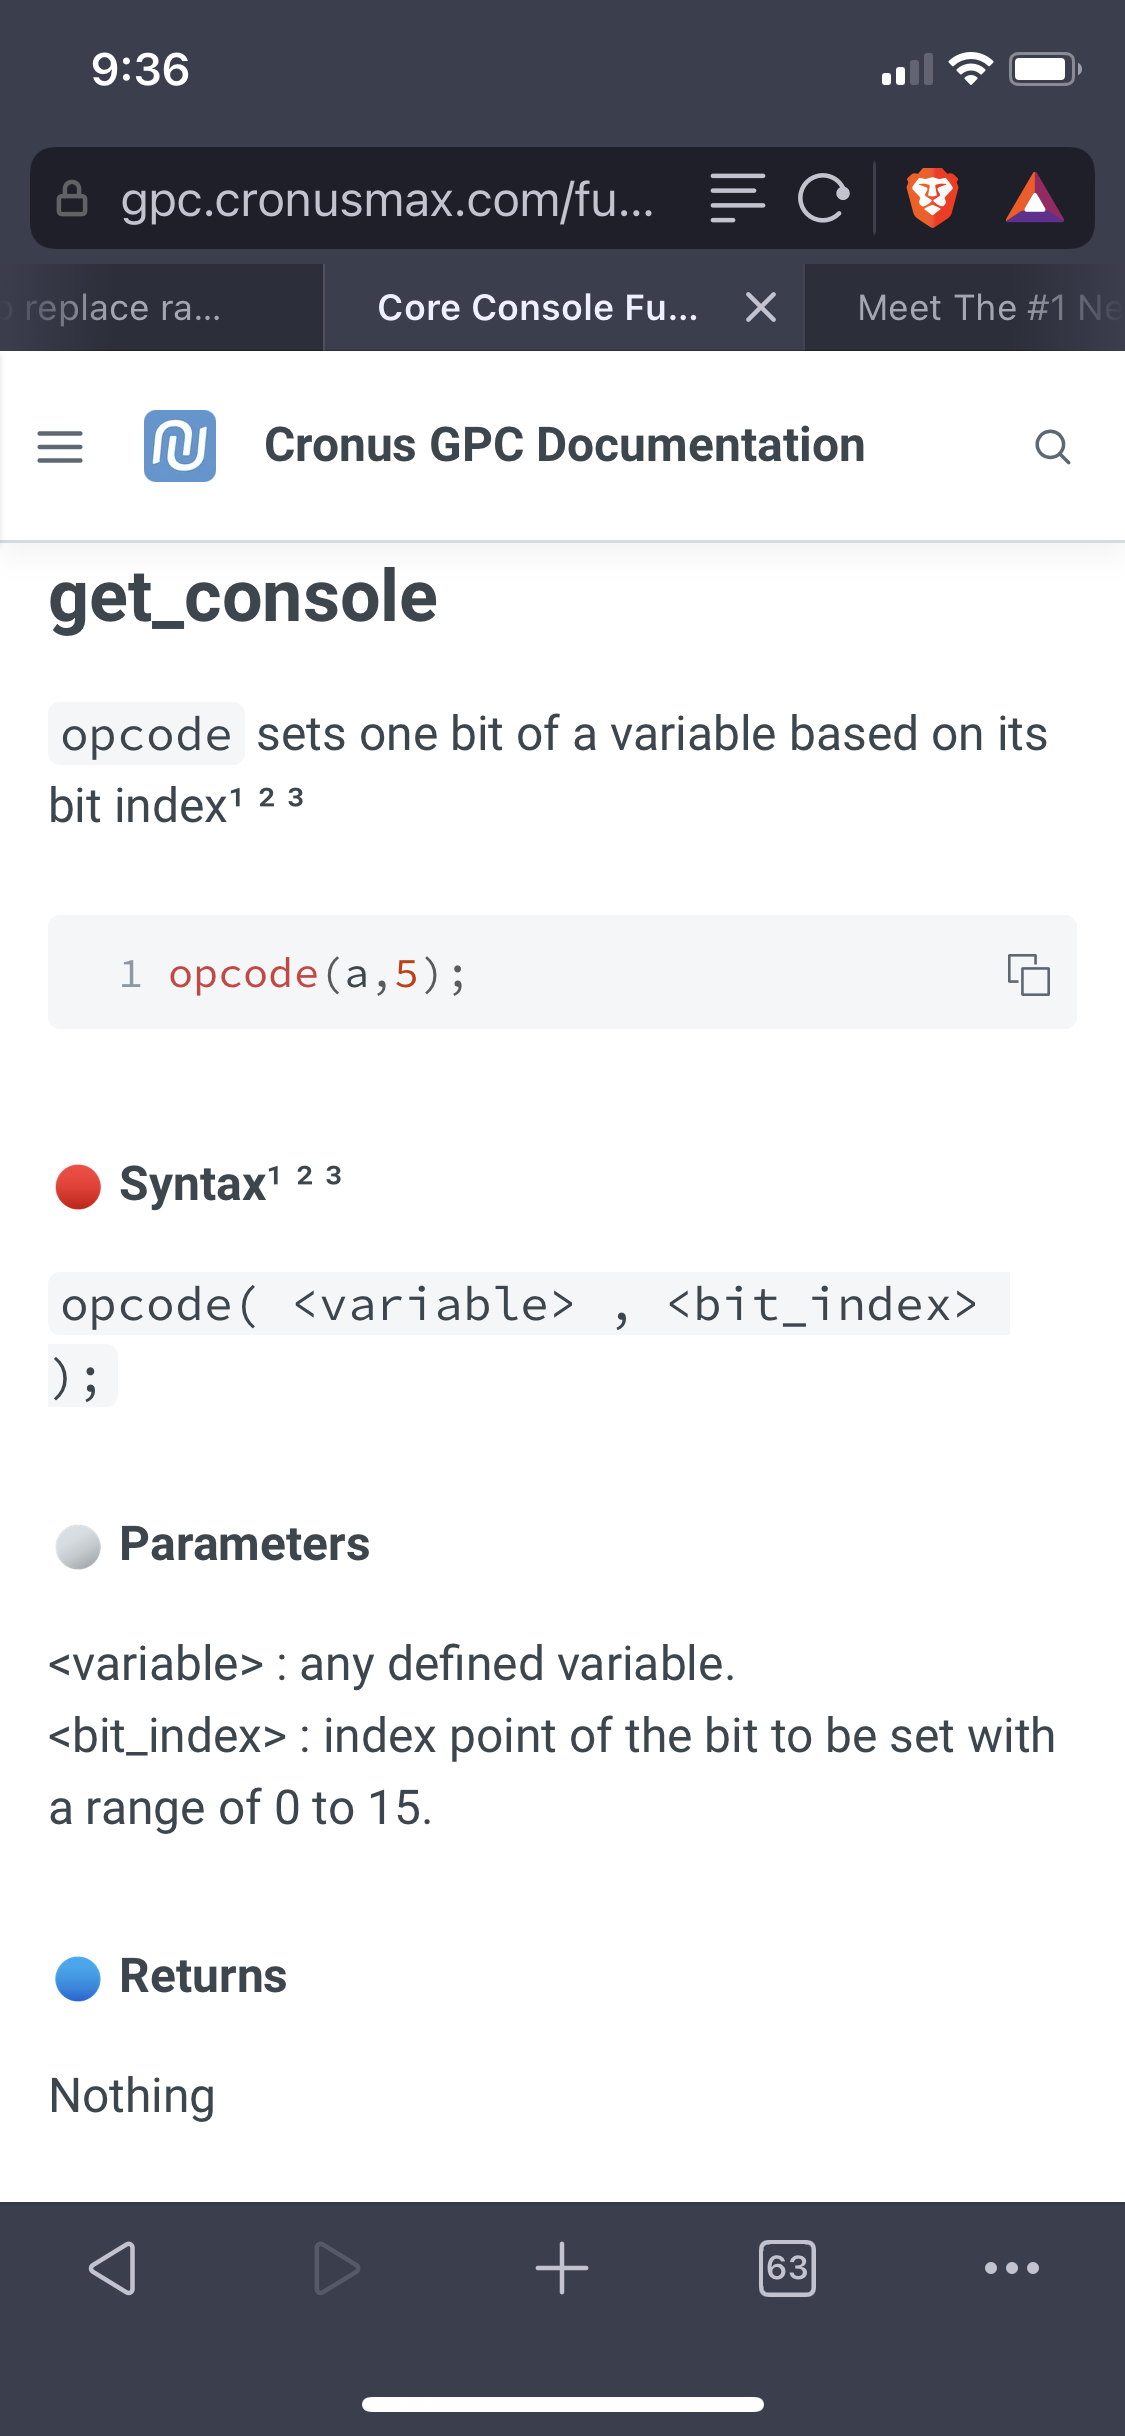 9:36
gpc.cronusmax.com/fu...
replace ra...
Core Console Fu...
Meet The #1 Ne
Cronus GPC Documentation
get_console
opcode sets one bit of a variable based on its
bit index¹ ² ³
1 opcode(a,5);
Syntax¹ ² ³
opcode( <variable> , <bit_index>
);
Parameters
<variable> : any defined variable.
<bit_index> : index point of the bit to be set with
a range of 0 to 15.
Returns
Nothing
63